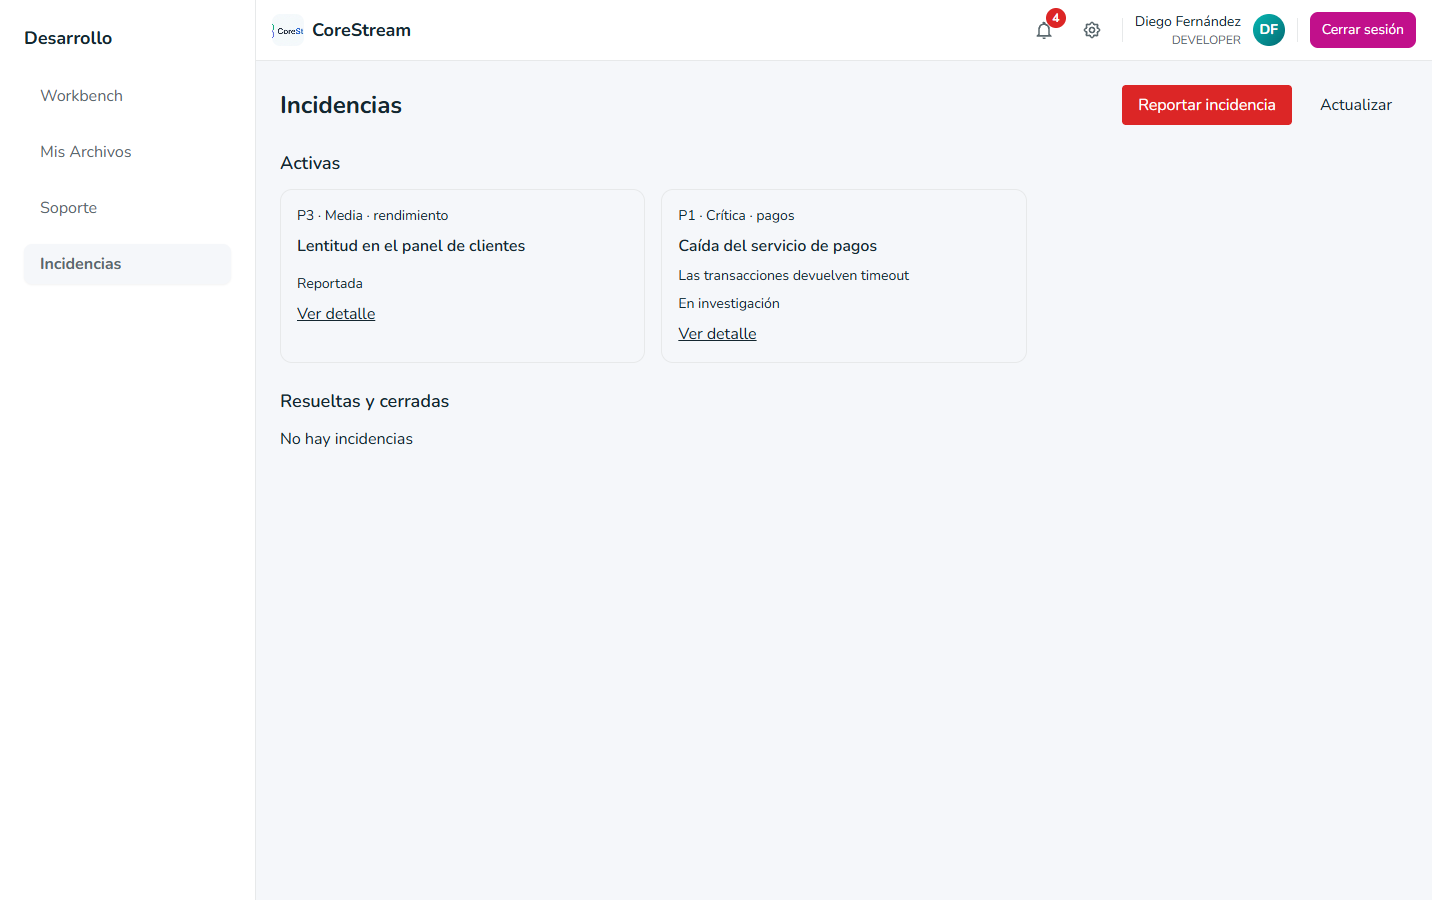 Desarrollo
Workbench
Mis Archivos
Soporte
Incidencias
CoreSt
CoreStream
4
Diego Fernández
DEVELOPER
DF
Cerrar sesión
Incidencias
Reportar incidencia
Actualizar
Activas
P3 · Media · rendimiento
Lentitud en el panel de clientes
Reportada
Ver detalle
P1 · Crítica · pagos
Caída del servicio de pagos
Las transacciones devuelven timeout
En investigación
Ver detalle
Resueltas y cerradas
No hay incidencias